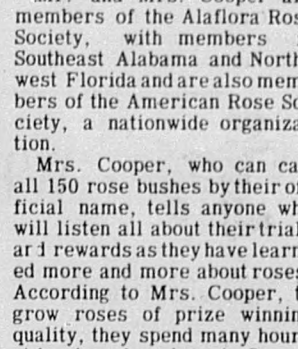 members of the Alaflora Ros
Society, with members
Southeast Alabama and North
west Florida and are also mem
bers of the American Rose So
ciety, a nationwide organiza
tion.
Mrs. Cooper, who can ca
all 150 rose bushes by their of
ficial name, tells anyone wh
will listen all about their trial
and rewards as they have learn
ed more and more about roses
According to Mrs. Cooper, t
grow roses of prize winnin
quality, they spend many hour